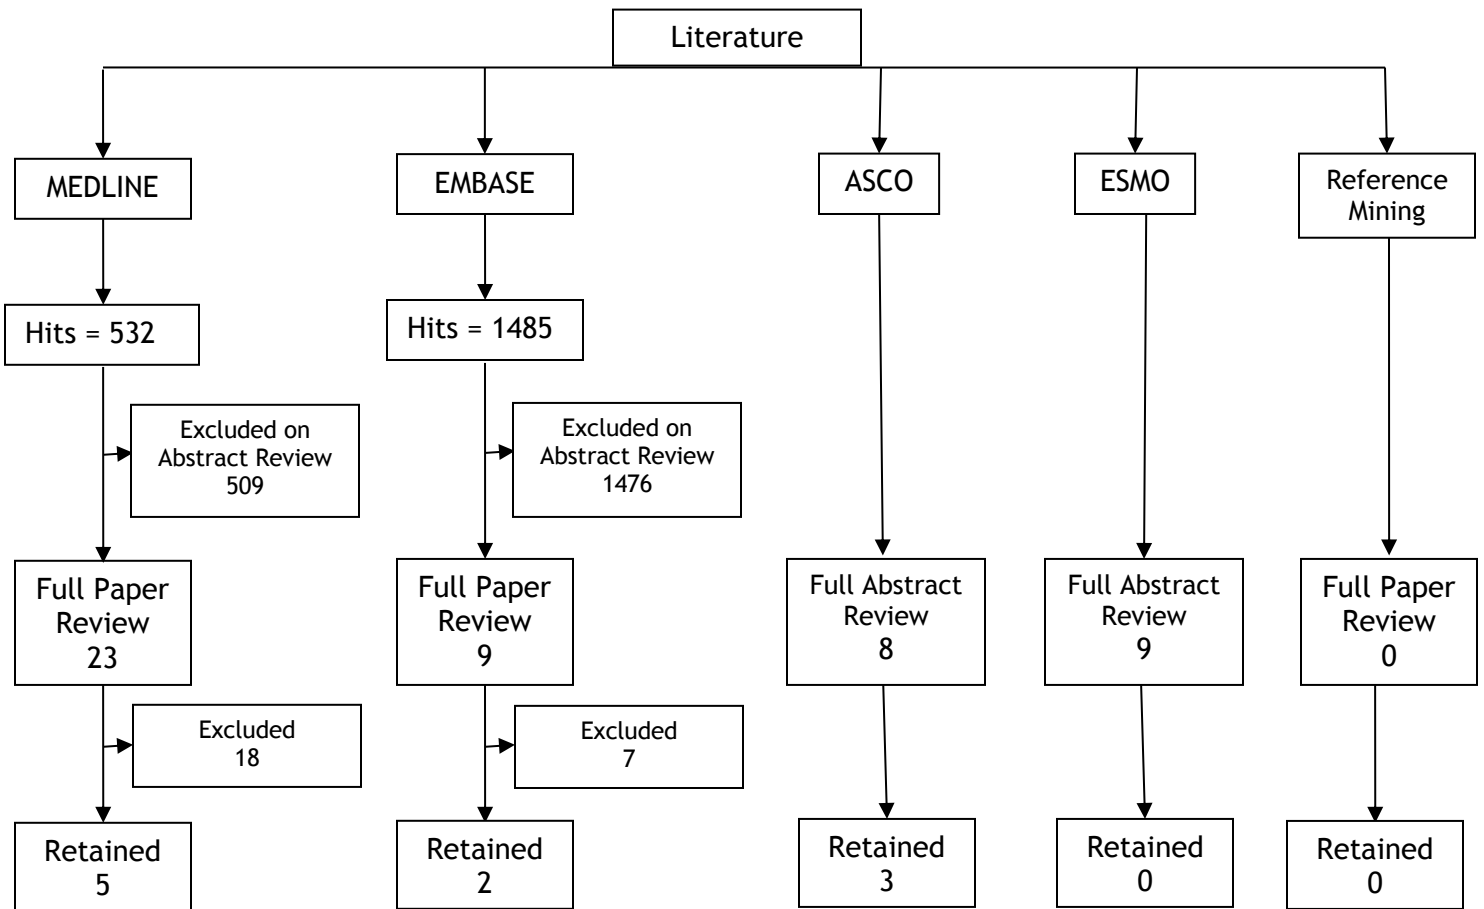 Literature
MEDLINE
EMBASE
ASCO
ESMO
Reference
Mining
Hits = 532
Hits = 1485
Excluded on
Abstract Review
509
Excluded on
Abstract Review
1476
Full Paper
Review
23
Full Paper
Review
9
Full Abstract
Review
8
Full Abstract
Review
9
Full Paper
Review
0
Excluded
18
Excluded
7
Retained
5
Retained
2
Retained
3
Retained
0
Retained
0